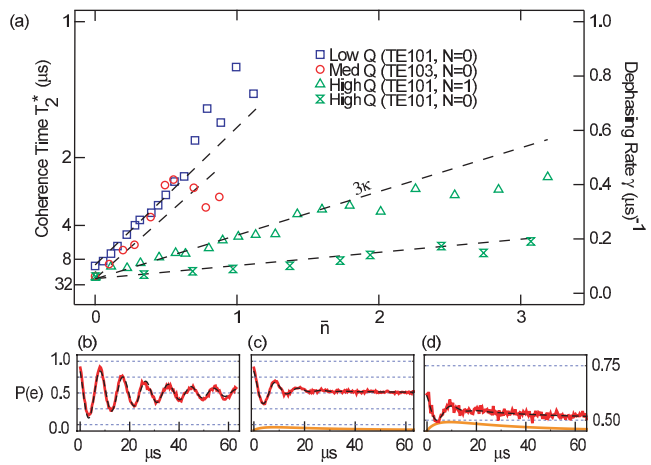 (a)
1
2
4
8
32
Coherence Time T2* (μs)
Low Q (TE101, N=0)
Med Q (TE103, N=0)
High Q (TE101, N=1)
High Q (TE101, N=0)
3κ
1.0
0.8
0.6
0.4
0.2
0.0
Dephasing Rate γ (μs)-1
0 1 2 3
n̄
(b) (c) (d)
P(e)
1.0
0.5
0.0
0.75
0.50
0 20 40 60
μs
0 20 40 60
μs
0 20 40 60
μs